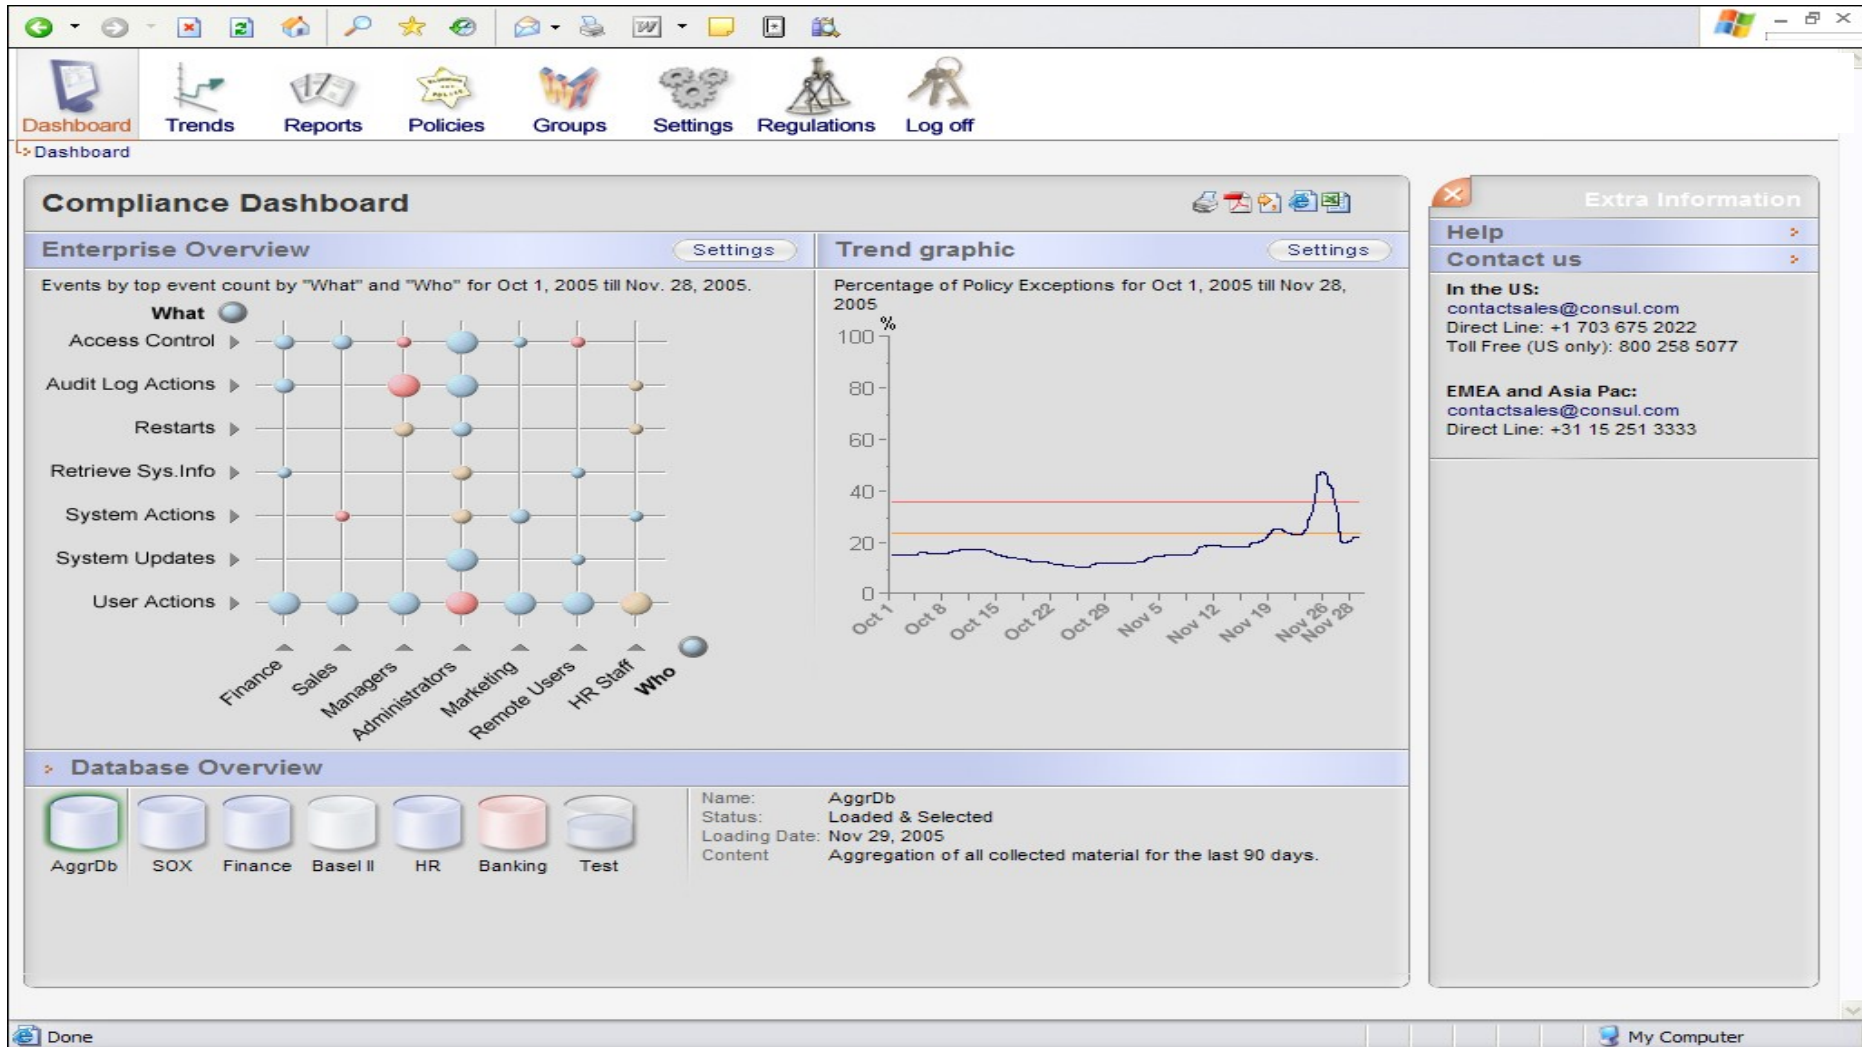 Dashboard
Trends
Reports
Policies
Groups
Settings
Regulations
Log off
Dashboard
Compliance Dashboard
Enterprise Overview
Settings
Events by top event count by "What" and "Who" for Oct 1, 2005 till Nov. 28, 2005.
What
Access Control
Audit Log Actions
Restarts
Retrieve Sys.Info
System Actions
System Updates
User Actions
Finance
Sales
Managers
Administrators
Marketing
Remote Users
HR Staff
Who
Trend graphic
Settings
Percentage of Policy Exceptions for Oct 1, 2005 till Nov 28,
2005
%
100
80
60
40
20
0
Oct 1
Oct 8
Oct 15
Oct 22
Oct 29
Nov 5
Nov 12
Nov 19
Nov 26
Nov 28
Database Overview
AggrDb
SOX
Finance
Basel II
HR
Banking
Test
Name: AggrDb
Status: Loaded & Selected
Loading Date: Nov 29, 2005
Content Aggregation of all collected material for the last 90 days.
Extra Information
Help
Contact us
In the US:
contactsales@consul.com
Direct Line: +1 703 675 2022
Toll Free (US only): 800 258 5077
EMEA and Asia Pac:
contactsales@consul.com
Direct Line: +31 15 251 3333
Done
My Computer